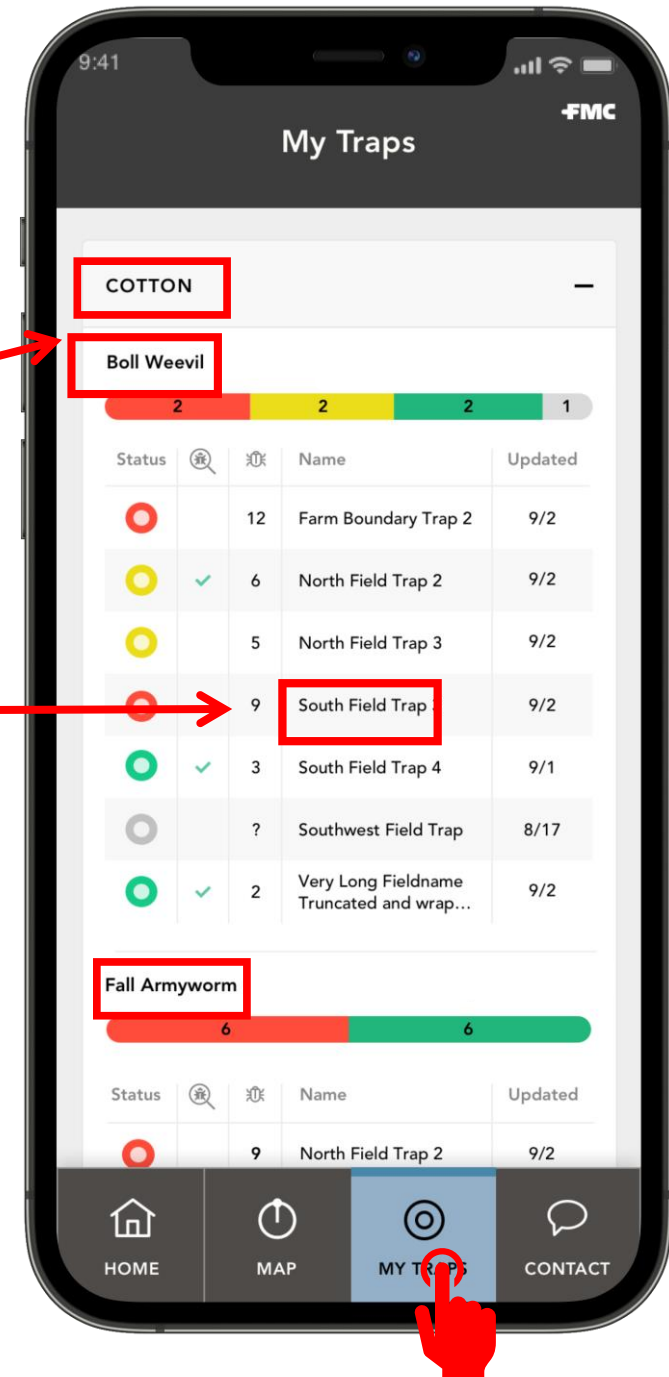 9:41
FMC
My Traps
COTTON
Boll Weevil
2 2 2 1
Status Name Updated
12 Farm Boundary Trap 2 9/2
6 North Field Trap 2 9/2
5 North Field Trap 3 9/2
9 South Field Trap 9/2
3 South Field Trap 4 9/1
? Southwest Field Trap 8/17
2 Very Long Fieldname 9/2
Truncated and wrap...
Fall Armyworm
6 6
Status Name Updated
9 North Field Trap 2 9/2
HOME MAP MY TRAPS CONTACT